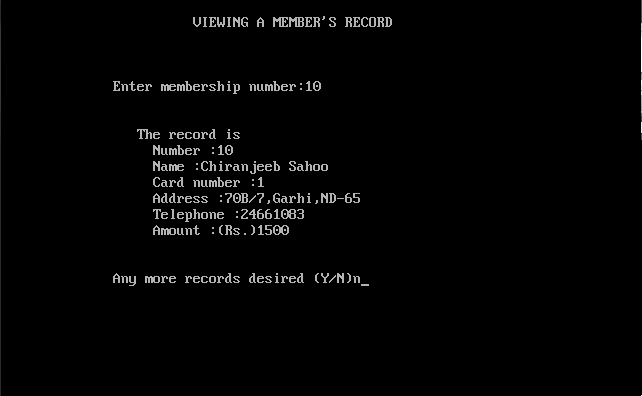 VIEWING A MEMBER'S RECORD
Enter membership number:10
The record is
Number :10
Name :Chiranjeeb Sahoo
Card number :1
Address :70B/7,Garhi,ND-65
Telephone :24661083
Amount :(Rs.)1500
Any more records desired (Y/N)n_